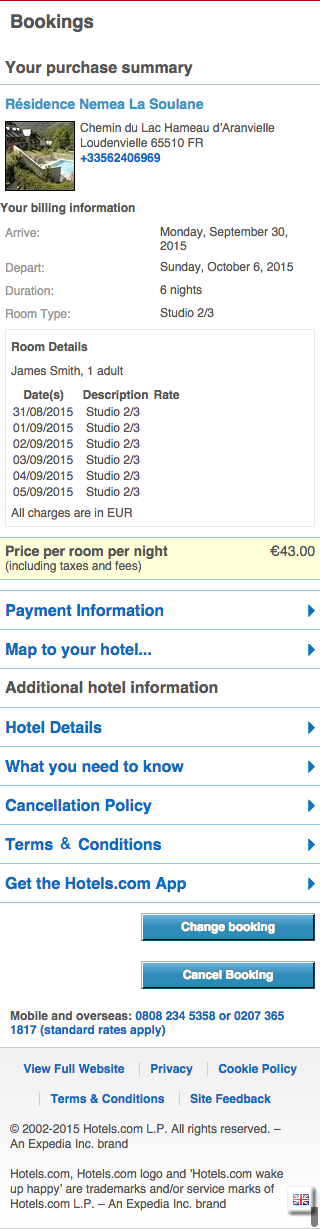 Bookings
Your purchase summary
Résidence Nemea La Soulane
Chemin du Lac Hameau d'Aranvielle
Loudenvielle 65510 FR
+33562406969
Your billing information
Arrive: Monday, September 30,
2015
Depart: Sunday, October 6, 2015
Duration: 6 nights
Room Type: Studio 2/3
Room Details
James Smith, 1 adult
Date(s) Description Rate
31/08/2015 Studio 2/3
01/09/2015 Studio 2/3
02/09/2015 Studio 2/3
03/09/2015 Studio 2/3
04/09/2015 Studio 2/3
05/09/2015 Studio 2/3
All charges are in EUR
Price per room per night €43.00
(including taxes and fees)
Payment Information
Map to your hotel...
Additional hotel information
Hotel Details
What you need to know
Cancellation Policy
Terms & Conditions
Get the Hotels.com App
Change booking
Cancel Booking
Mobile and overseas: 0808 234 5358 or 0207 365
1817 (standard rates apply)
View Full Website Privacy Cookie Policy
Terms & Conditions Site Feedback
© 2002-2015 Hotels.com L.P. All rights reserved. –
An Expedia Inc. brand
Hotels.com, Hotels.com logo and 'Hotels.com wake
up happy' are trademarks and/or service marks of
Hotels.com L.P. – An Expedia Inc. brand